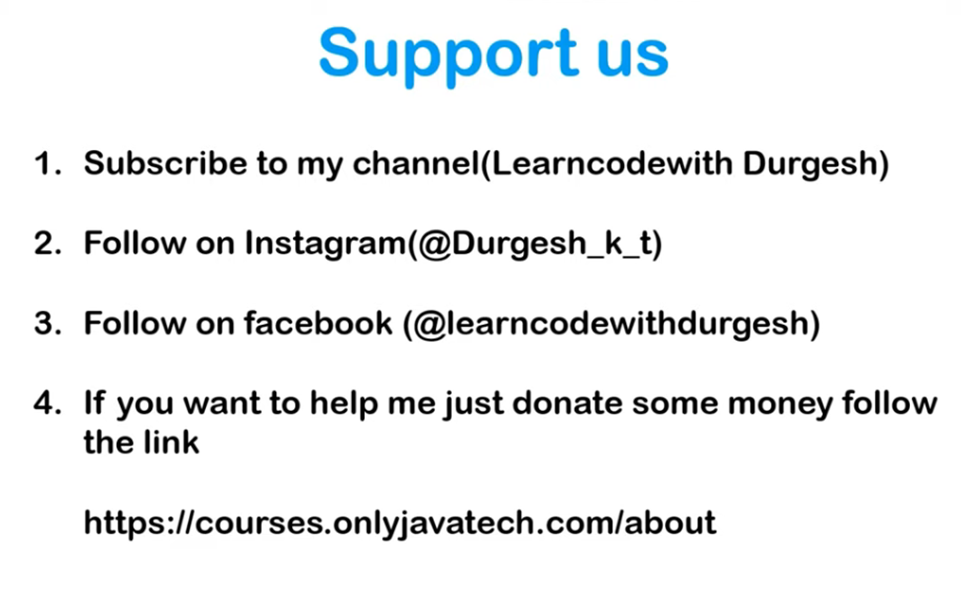 Support us
1. Subscribe to my channel(Learncodewith Durgesh)
2. Follow on Instagram(@Durgesh_k_t)
3. Follow on facebook (@learncodewithdurgesh)
4. If you want to help me just donate some money follow
the link
https://courses.onlyjavatech.com/about